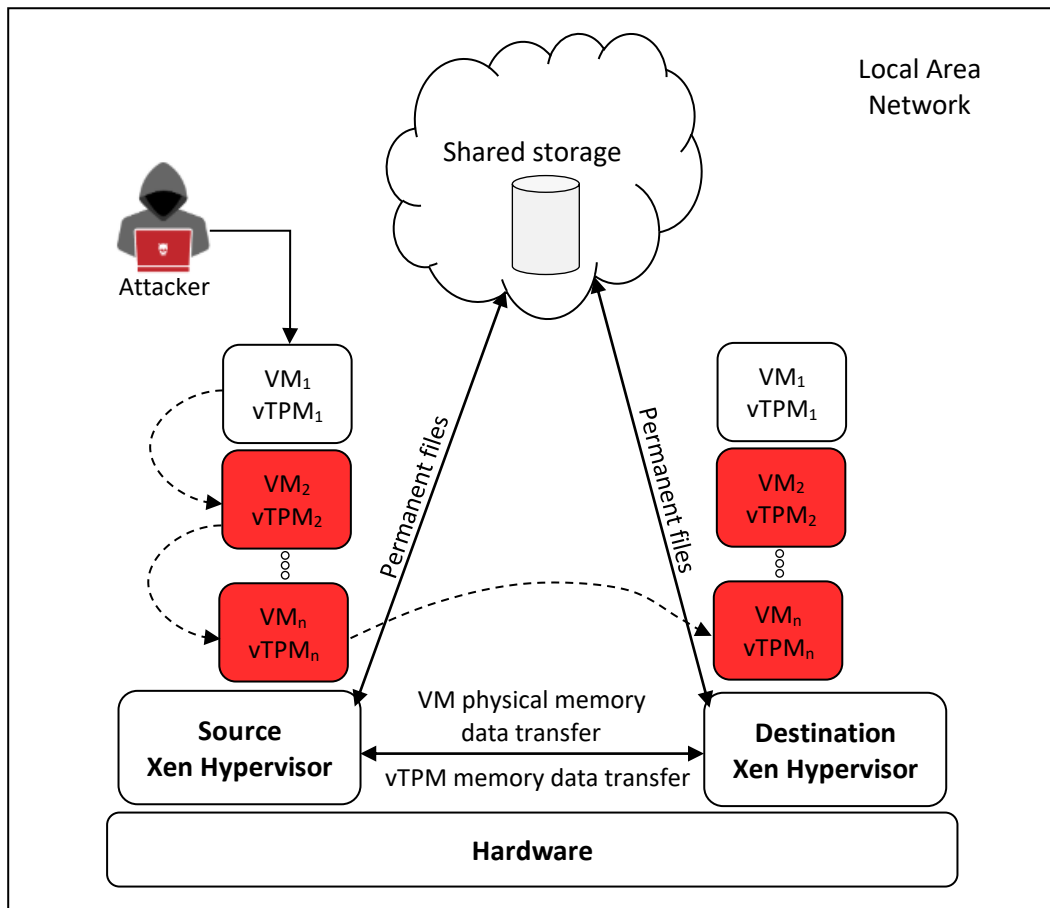 Local Area
Network
Shared storage
Attacker
VM₁
vTPM₁
VM₂
vTPM₂
VMₙ
vTPMₙ
Permanent files
Permanent files
VM₁
vTPM₁
VM₂
vTPM₂
VMₙ
vTPMₙ
Source
Xen Hypervisor
VM physical memory
data transfer
vTPM memory data transfer
Destination
Xen Hypervisor
Hardware